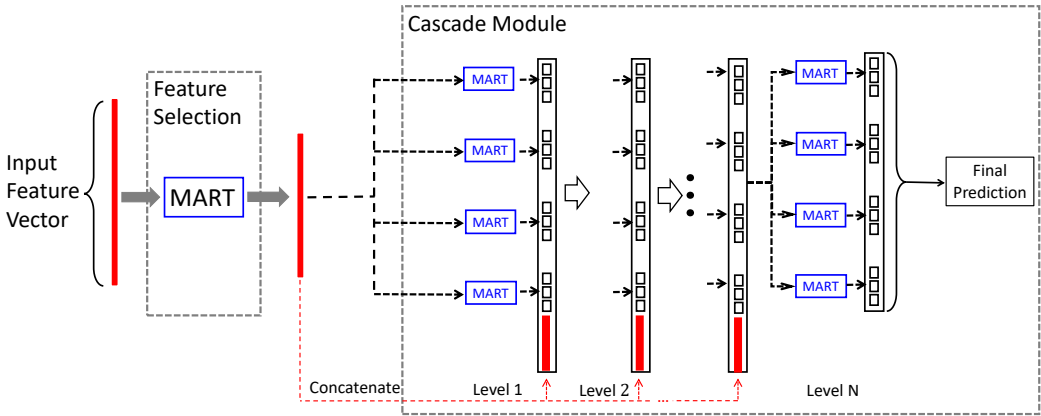 Cascade Module
Feature
Selection
Input
Feature
Vector
MART
MART
MART
MART
MART
MART
MART
MART
MART
Final
Prediction
Concatenate
Level 1
Level 2
...
Level N